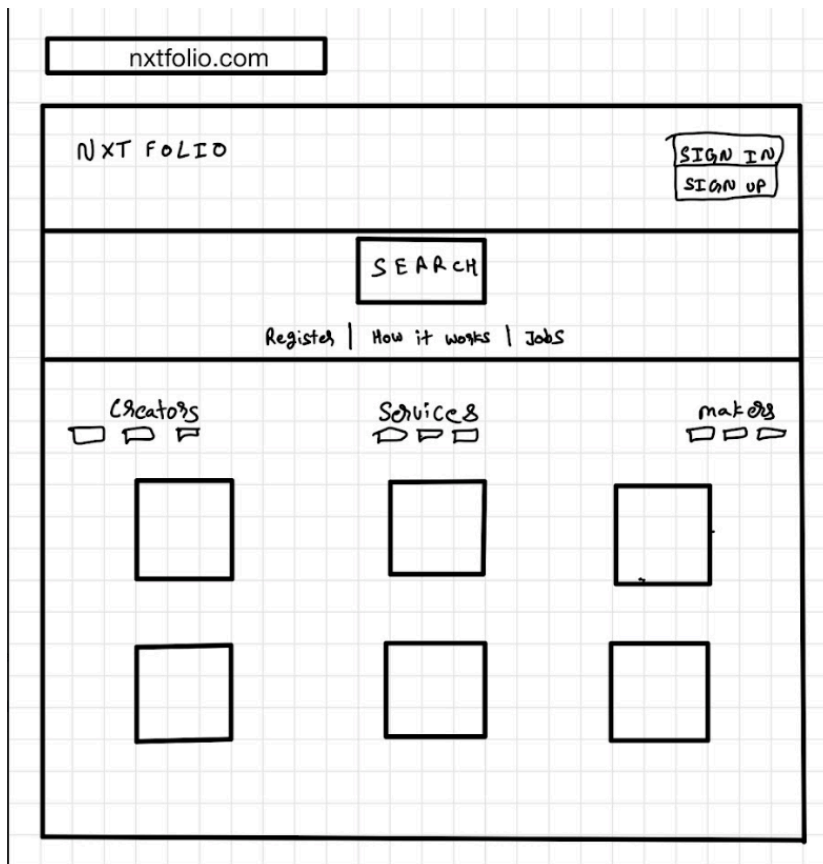 nxtfolio.com
NXT FOLIO
SIGN IN
SIGN UP
SEARCH
Register | How it works | Jobs
Creators Services makers